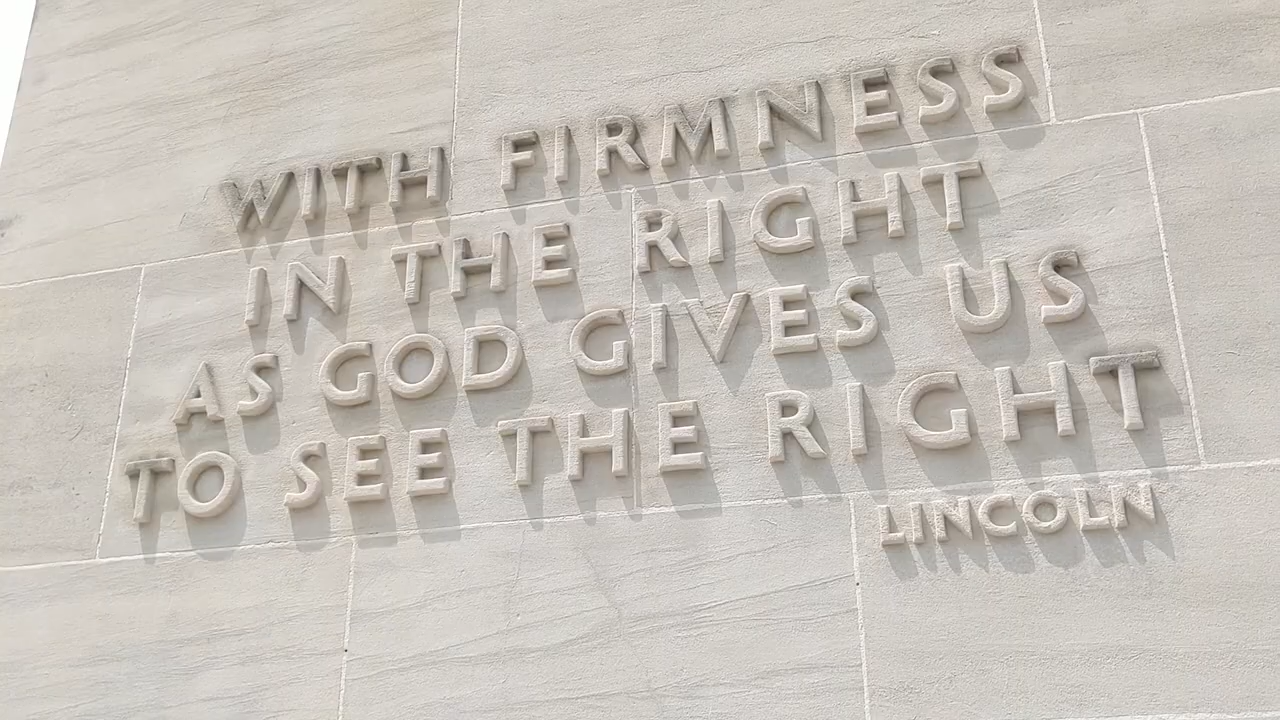 WITH FIRMNESS
IN THE RIGHT
AS GOD GIVES US
TO SEE THE RIGHT
LINCOLN